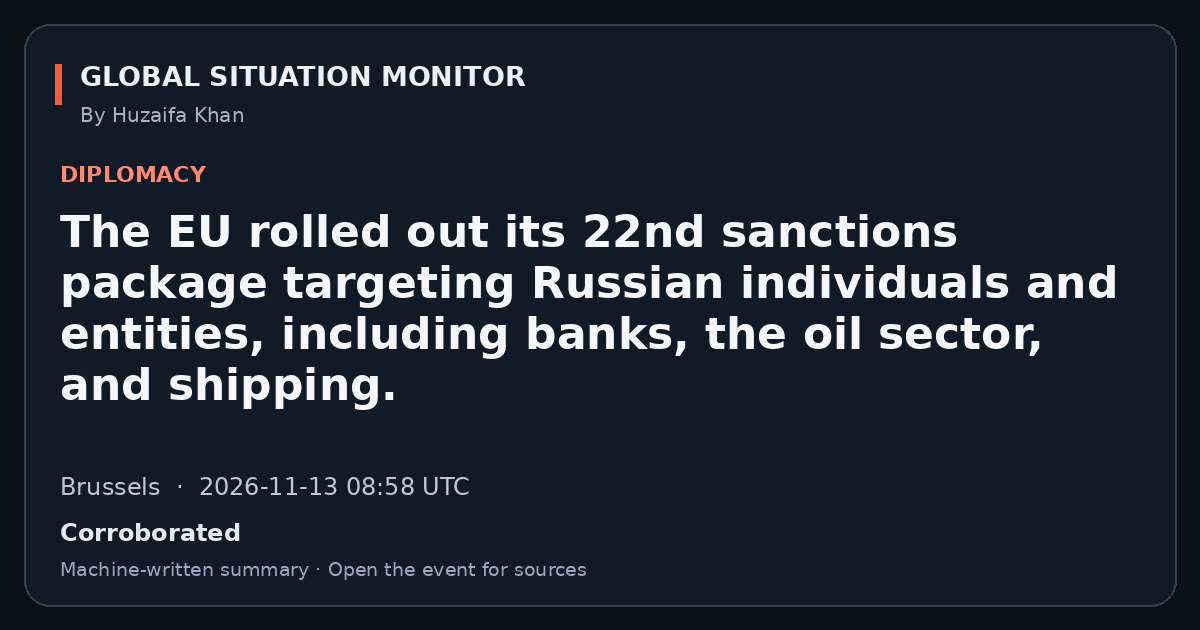 GLOBAL SITUATION MONITOR
By Huzaifa Khan
DIPLOMACY
The EU rolled out its 22nd sanctions
package targeting Russian individuals and
entities, including banks, the oil sector,
and shipping.
Brussels · 2026-11-13 08:58 UTC
Corroborated
Machine-written summary · Open the event for sources